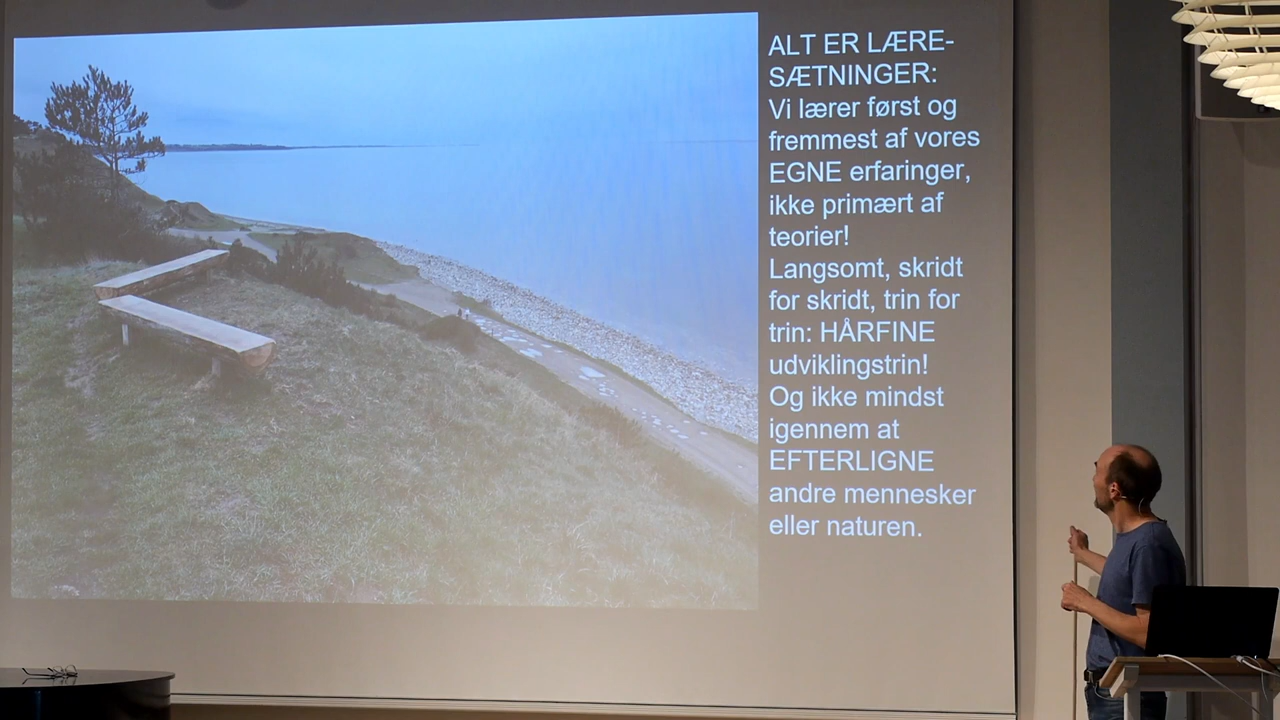 ALT ER LÆRE-
SÆTNINGER:
Vi lærer først og
fremmest af vores
EGNE erfaringer,
ikke primært af
teorier!
Langsomt, skridt
for skridt, trin for
trin: HÅRFINE
udviklingstrin!
Og ikke mindst
igennem at
EFTERLIGNE
andre mennesker
eller naturen.